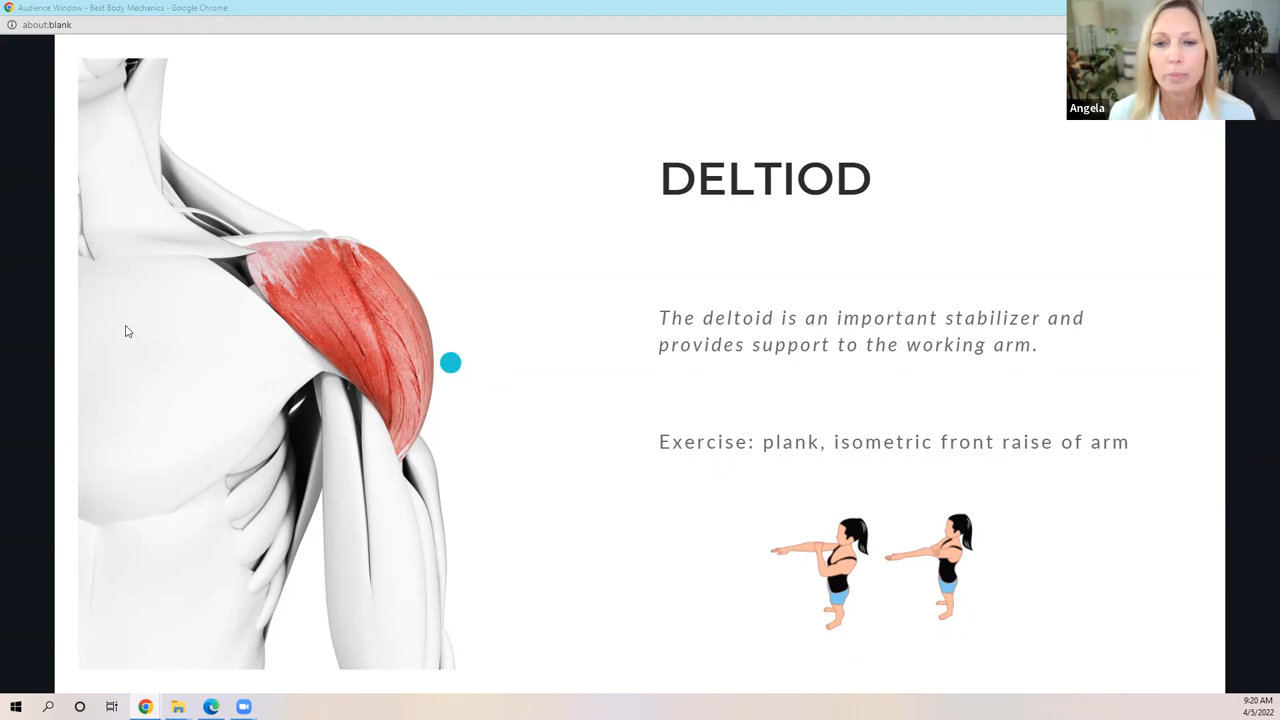 Audience Window - Best Body Mechanics - Google Chrome
about:blank
Angela
DELTIOD
The deltoid is an important stabilizer and
provides support to the working arm.
Exercise: plank, isometric front raise of arm
9:20 AM
4/5/2022